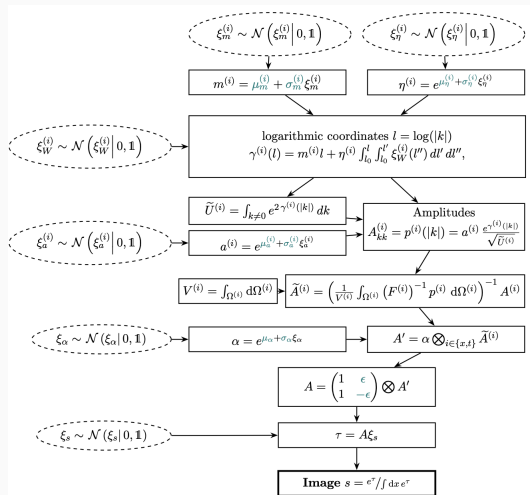 ξ_m^{(i)} ∼ 𝒩(ξ_m^{(i)}| 0, 𝟙)
ξ_η^{(i)} ∼ 𝒩(ξ_η^{(i)}| 0, 𝟙)
m^{(i)} = μ_m^{(i)} + σ_m^{(i)} ξ_m^{(i)}
η^{(i)} = e^{μ_η^{(i)} + σ_η^{(i)} ξ_η^{(i)}}
ξ_W^{(i)} ∼ 𝒩(ξ_W^{(i)}| 0, 𝟙)
logarithmic coordinates l = log(|k|)
γ^{(i)}(l) = m^{(i)} l + η^{(i)} ∫_{l_0}^{l} ∫_{l_0}^{l'} ξ_W^{(i)}(l'') dl' dl'',
Ũ^{(i)} = ∫_{k≠0} e^{2 γ^{(i)}(|k|)} dk
Amplitudes
A_{kk}^{(i)} = p^{(i)}(|k|) = a^{(i)} e^{γ^{(i)}(|k|)} / √Ũ^{(i)}
ξ_a^{(i)} ∼ 𝒩(ξ_a^{(i)}| 0, 𝟙)
a^{(i)} = e^{μ_a^{(i)} + σ_a^{(i)} ξ_a^{(i)}}
V^{(i)} = ∫_{Ω^{(i)}} dΩ^{(i)}
Ã^{(i)} = (1/V^{(i)} ∫_{Ω^{(i)}} (F^{(i)})^{-1} p^{(i)} dΩ^{(i)})^{-1} A^{(i)}
ξ_α ∼ 𝒩(ξ_α| 0, 𝟙)
α = e^{μ_α + σ_α ξ_α}
A' = α ⨂_{i∈{x,t}} Ã^{(i)}
A = (1 ϵ
1 −ϵ) ⨂ A'
ξ_s ∼ 𝒩(ξ_s| 0, 𝟙)
τ = Aξ_s
Image s = e^τ/∫ dx e^τ